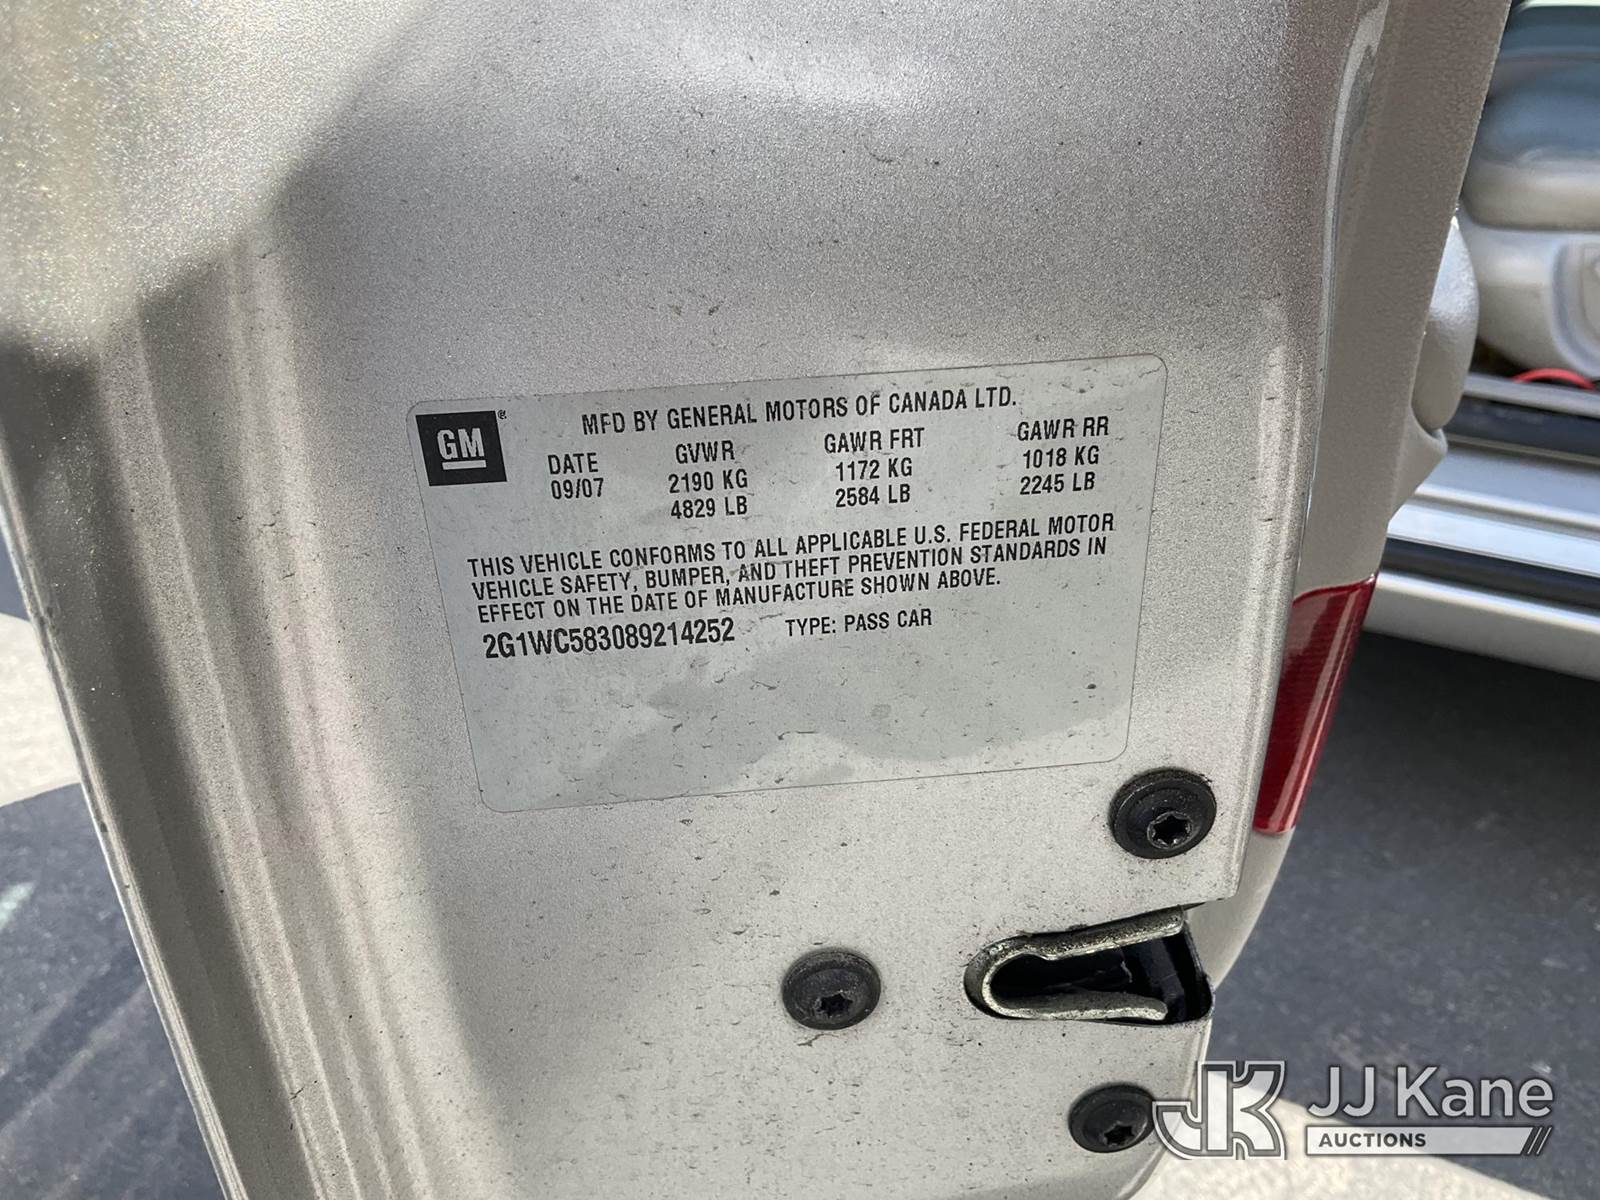 GM®
MFD BY GENERAL MOTORS OF CANADA LTD.
DATE GVWR GAWR FRT GAWR RR
09/07 2190 KG 1172 KG 1018 KG
4829 LB 2584 LB 2245 LB
THIS VEHICLE CONFORMS TO ALL APPLICABLE U.S. FEDERAL MOTOR
VEHICLE SAFETY, BUMPER, AND THEFT PREVENTION STANDARDS IN
EFFECT ON THE DATE OF MANUFACTURE SHOWN ABOVE.
2G1WC583089214252 TYPE: PASS CAR
JK JJ Kane
AUCTIONS